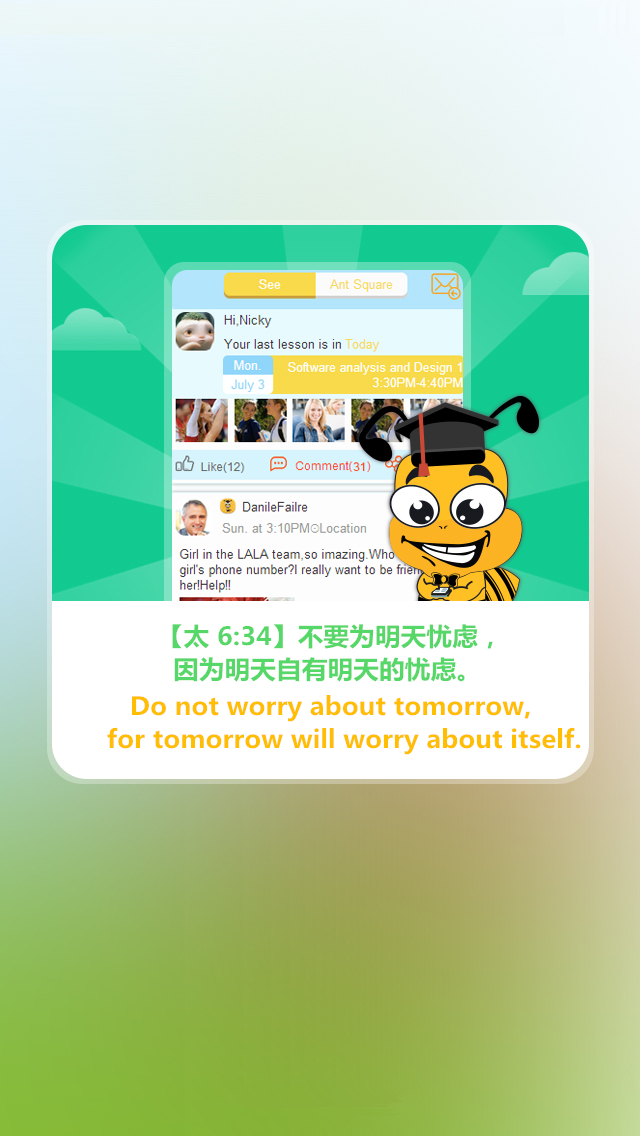 See
Ant Square
Hi,Nicky
Your last lesson is in Today
Mon.
July 3
Software analysis and Design 1
3:30PM-4:40PM
Like(12)
Comment(31)
DanileFailre
Sun. at 3:10PM Location
Girl in the LALA team,so imazing.Who
girl's phone number?I really want to be
her!Help!!
【太 6:34】不要为明天忧虑，
因为明天自有明天的忧虑。
Do not worry about tomorrow,
for tomorrow will worry about itself.